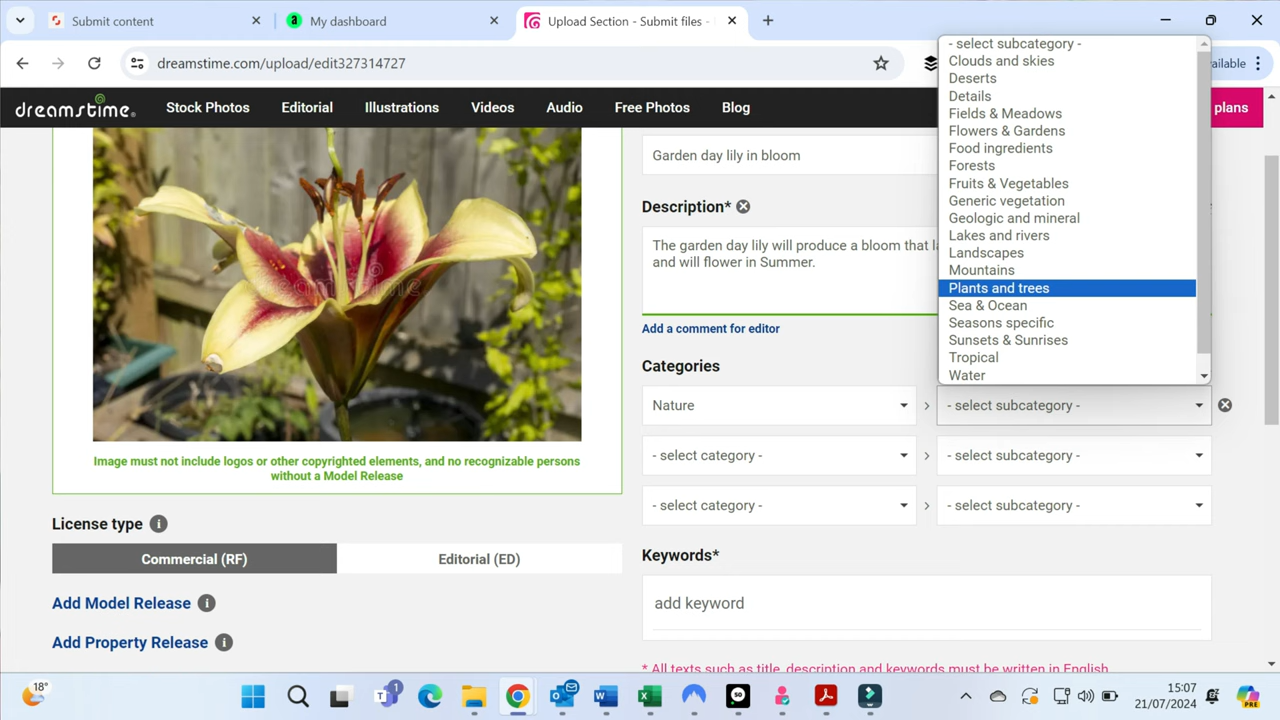 Submit content
My dashboard
Upload Section - Submit files -
dreamstime.com/upload/edit327314727
ailable
dreamstime.
Stock Photos
Editorial
Illustrations
Videos
Audio
Free Photos
Blog
plans
- select subcategory -
Clouds and skies
Deserts
Details
Fields & Meadows
Flowers & Gardens
Food ingredients
Forests
Fruits & Vegetables
Generic vegetation
Geologic and mineral
Lakes and rivers
Landscapes
Mountains
Plants and trees
Sea & Ocean
Seasons specific
Sunsets & Sunrises
Tropical
Water
Garden day lily in bloom
Description*
The garden day lily will produce a bloom that la
and will flower in Summer.
Add a comment for editor
Categories
Nature
- select subcategory -
- select category -
- select subcategory -
- select category -
- select subcategory -
Image must not include logos or other copyrighted elements, and no recognizable persons
without a Model Release
License type
Commercial (RF)
Editorial (ED)
Add Model Release
Add Property Release
Keywords*
add keyword
* All texts such as title, description and keywords must be written in English
18°
1
15:07
21/07/2024
PRE